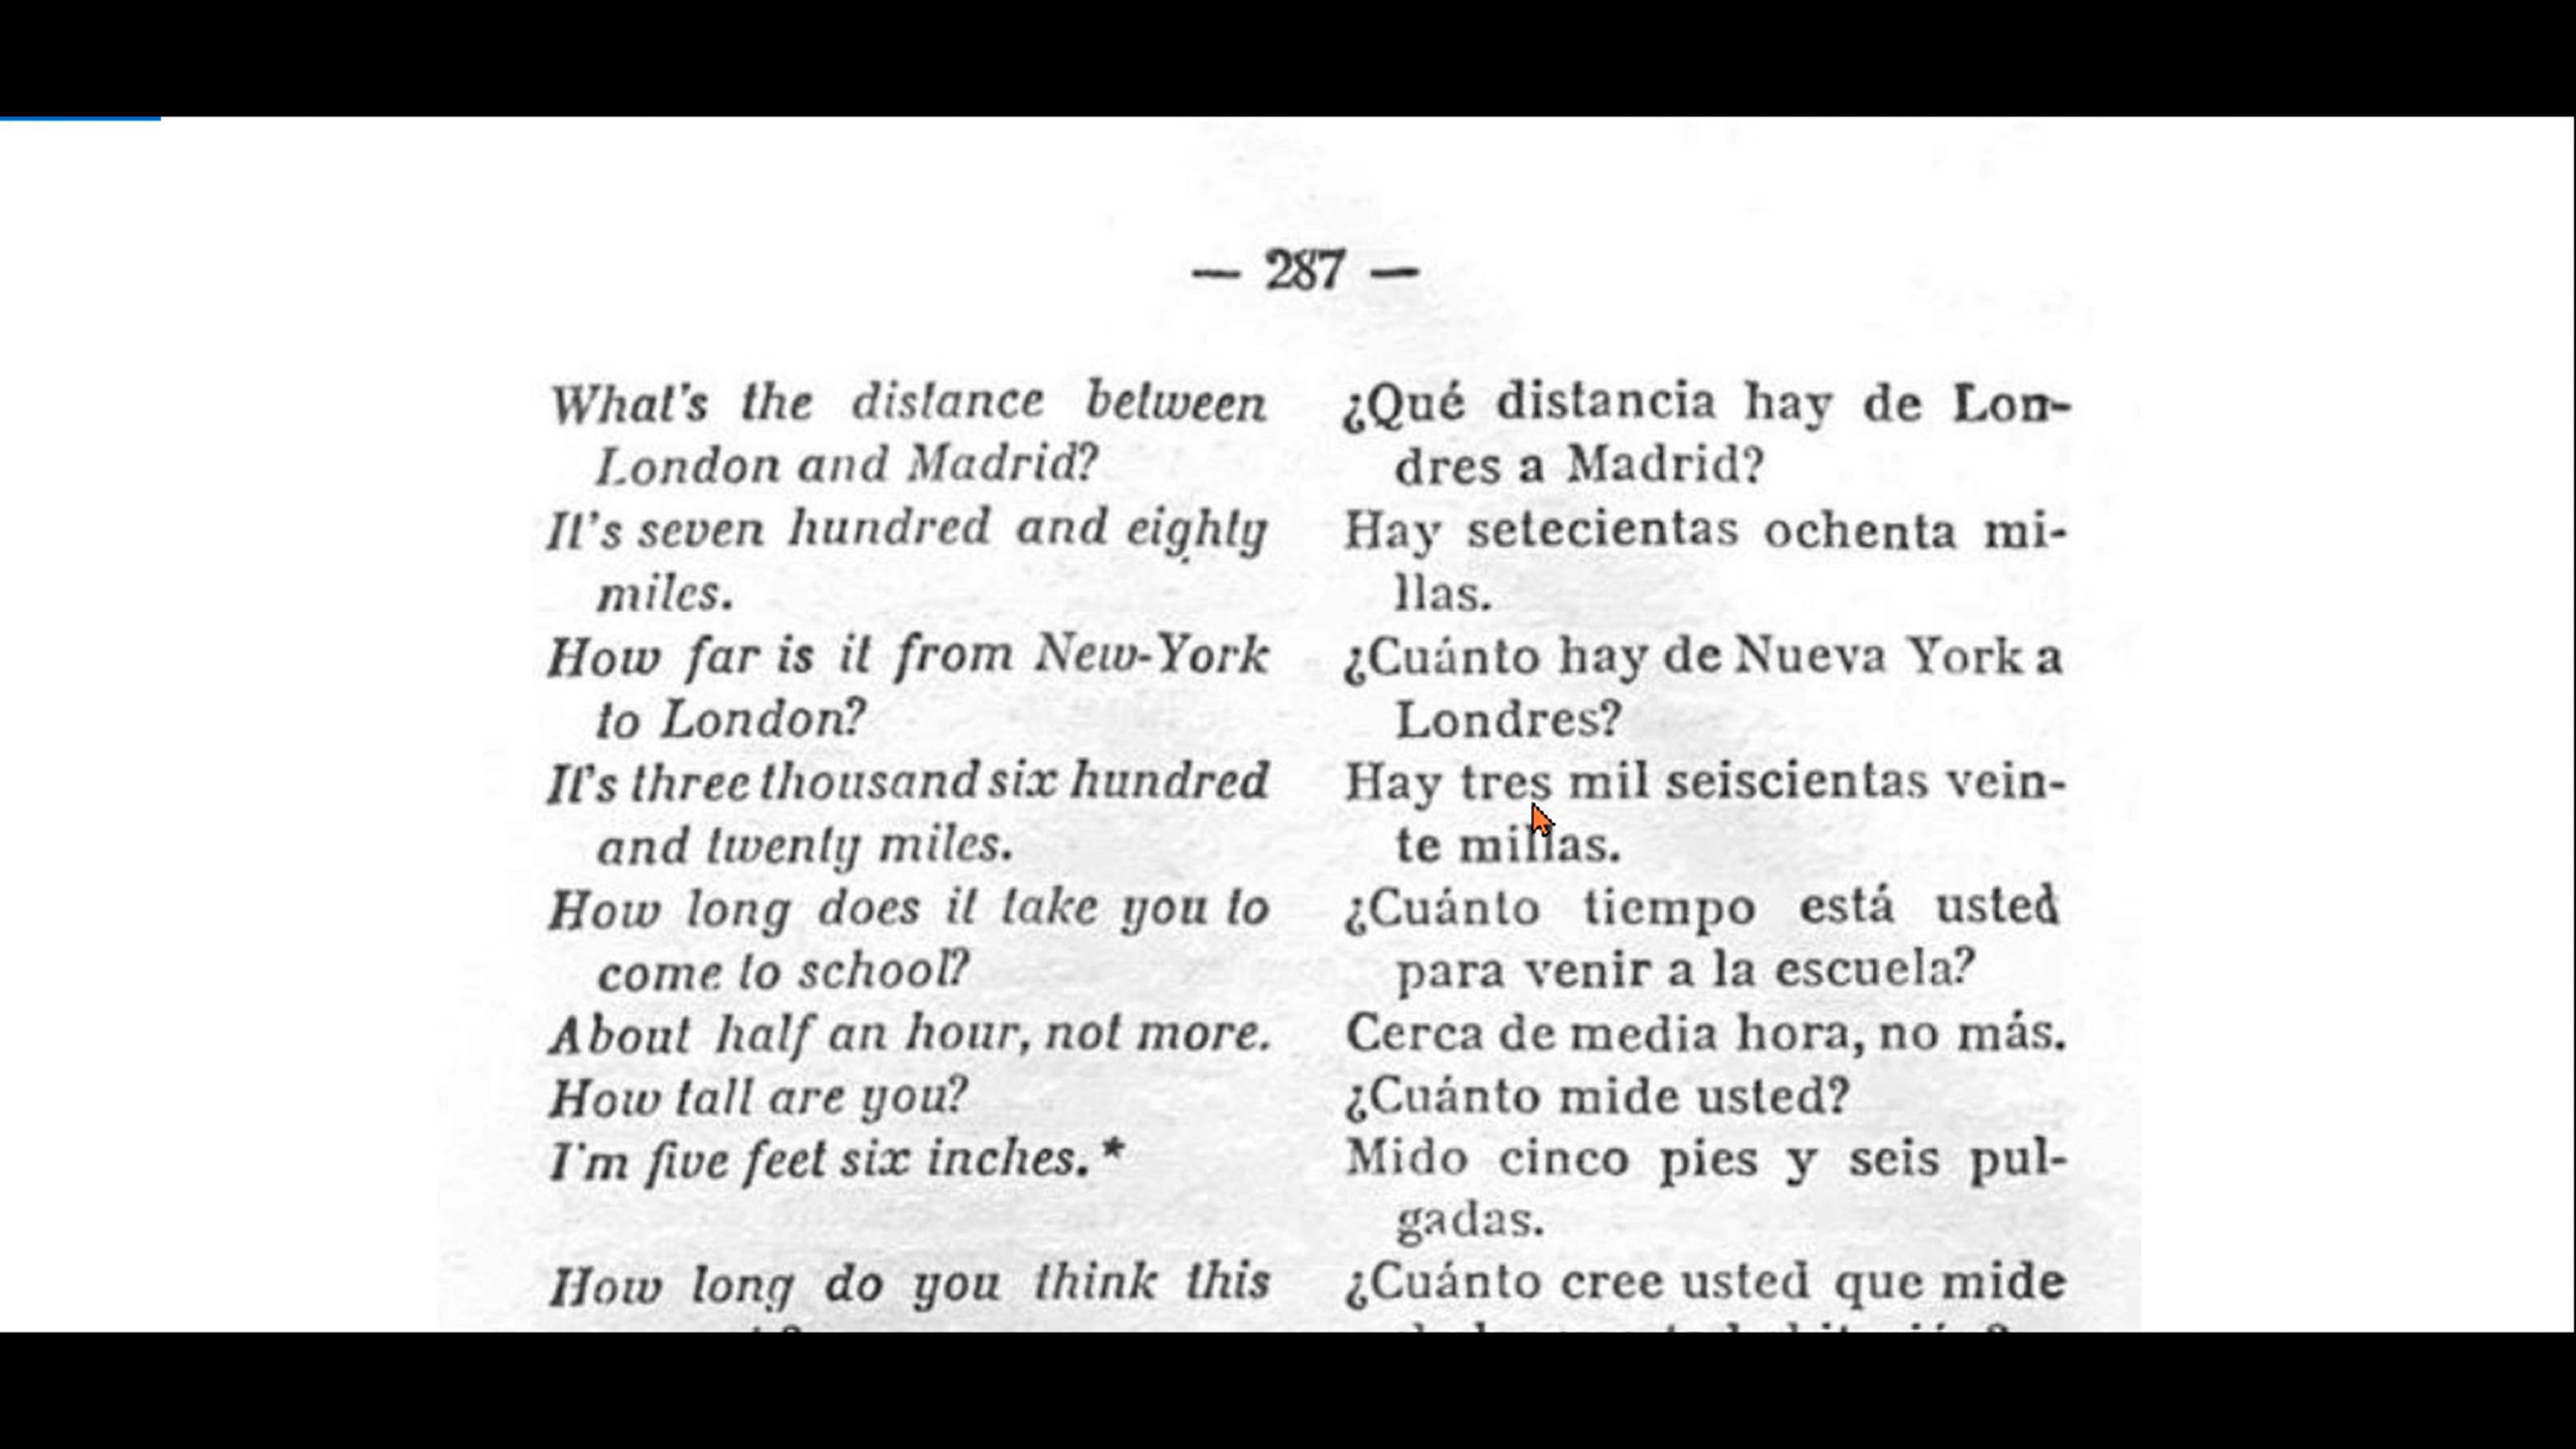 — 287 —
What's the distance between
London and Madrid?
It's seven hundred and eighty
miles.
How far is it from New-York
to London?
It's three thousand six hundred
and twenty miles.
How long does it take you to
come to school?
About half an hour, not more.
How tall are you?
I'm five feet six inches. *
How long do you think this
¿Qué distancia hay de Lon-
dres a Madrid?
Hay setecientas ochenta mi-
llas.
¿Cuánto hay de Nueva York a
Londres?
Hay tres mil seiscientas vein-
te millas.
¿Cuánto tiempo está usted
para venir a la escuela?
Cerca de media hora, no más.
¿Cuánto mide usted?
Mido cinco pies y seis pul-
gadas.
¿Cuánto cree usted que mide